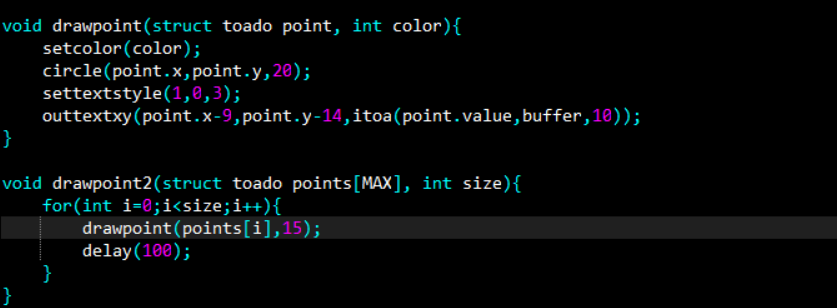 void drawpoint(struct toado point, int color){
    setcolor(color);
    circle(point.x,point.y,20);
    settextstyle(1,0,3);
    outtextxy(point.x-9,point.y-14,itoa(point.value,buffer,10));
}

void drawpoint2(struct toado points[MAX], int size){
    for(int i=0;i<size;i++){
        drawpoint(points[i],15);
        delay(100);
    }
}